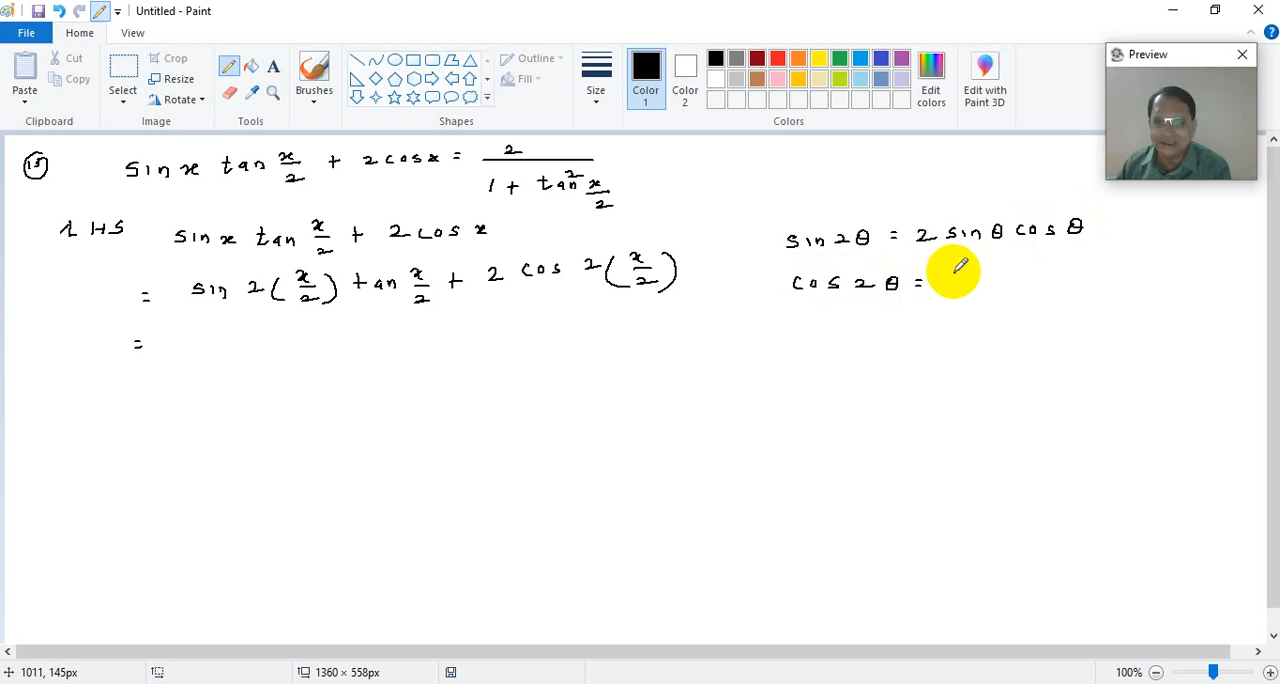 Untitled - Paint
File Home View
Paste Cut Copy Select Crop Resize Rotate Brushes Outline Fill Size Color 1 Color 2 Edit colors Edit with Paint 3D
Clipboard Image Tools Shapes Colors
Preview
15 sin x tan x/2 + 2 cos x = 2/(1 + tan² x/2)
LHS sin x tan x/2 + 2 cos x
= sin 2(x/2) tan x/2 + 2 cos 2(x/2)
=
sin 2θ = 2 sin θ cos θ
cos 2θ =
1011, 145px 1360 × 558px 100%